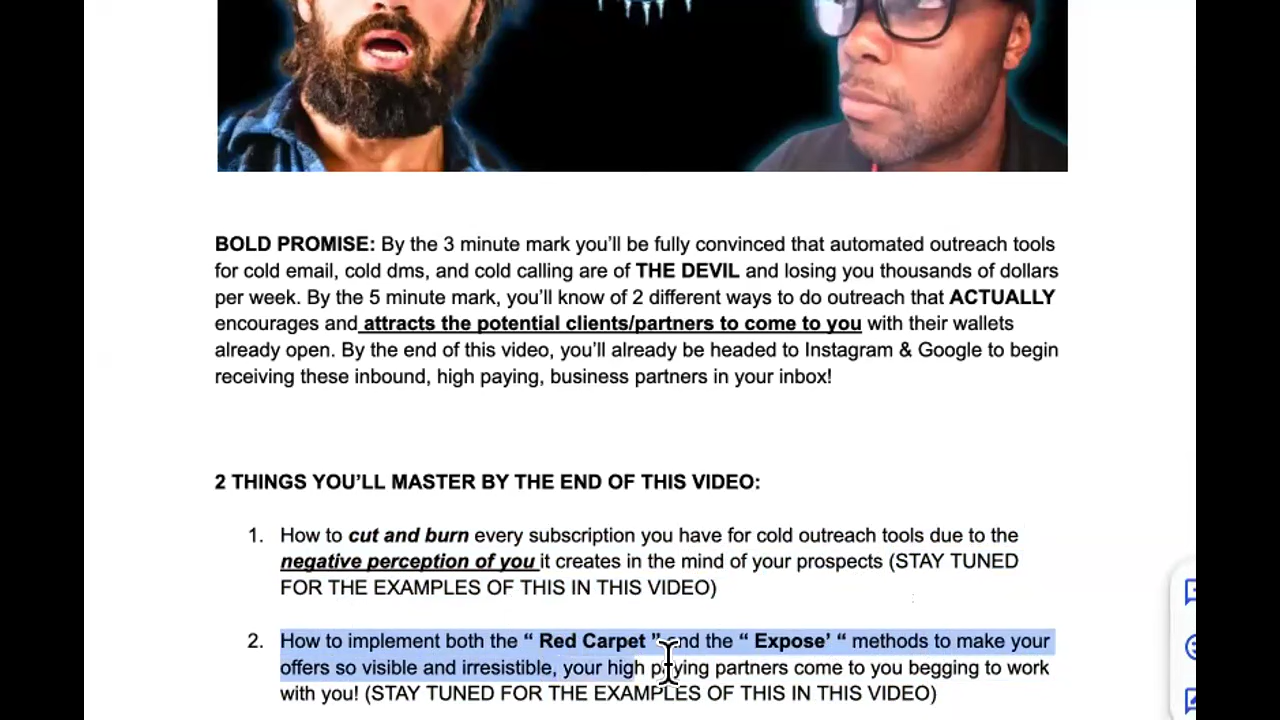 BOLD PROMISE: By the 3 minute mark you’ll be fully convinced that automated outreach tools
for cold email, cold dms, and cold calling are of THE DEVIL and losing you thousands of dollars
per week. By the 5 minute mark, you’ll know of 2 different ways to do outreach that ACTUALLY
encourages and attracts the potential clients/partners to come to you with their wallets
already open. By the end of this video, you’ll already be headed to Instagram & Google to begin
receiving these inbound, high paying, business partners in your inbox!
2 THINGS YOU’LL MASTER BY THE END OF THIS VIDEO:
1. How to cut and burn every subscription you have for cold outreach tools due to the
negative perception of you it creates in the mind of your prospects (STAY TUNED
FOR THE EXAMPLES OF THIS IN THIS VIDEO)
2. How to implement both the “ Red Carpet ” and the “ Expose’ “ methods to make your
offers so visible and irresistible, your high paying partners come to you begging to work
with you! (STAY TUNED FOR THE EXAMPLES OF THIS IN THIS VIDEO)